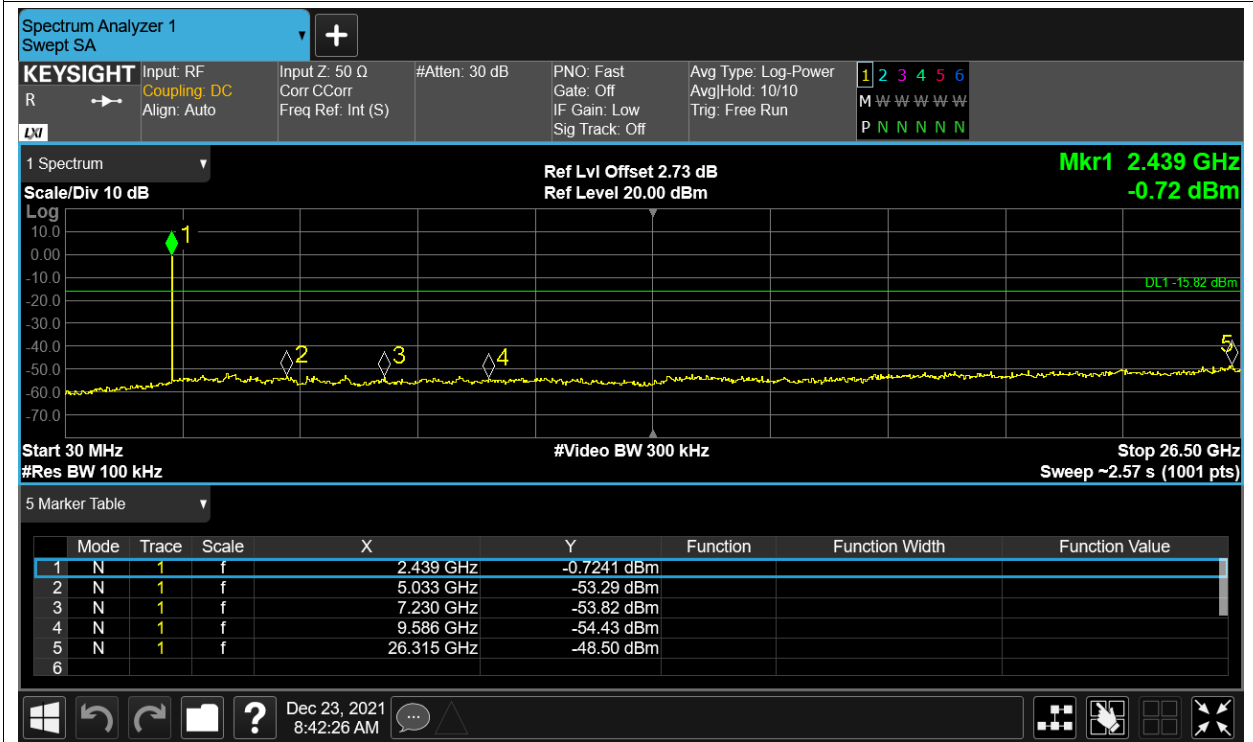 Spectrum Analyzer 1
Swept SA
KEYSIGHT Input: RF Input Z: 50 Ω #Atten: 30 dB PNO: Fast Avg Type: Log-Power 1 2 3 4 5 6
R Coupling: DC Corr CCorr Gate: Off Avg|Hold: 10/10 M W W W W W
Align: Auto Freq Ref: Int (S) IF Gain: Low Trig: Free Run
LXI Sig Track: Off P N N N N N
1 Spectrum Ref Lvl Offset 2.73 dB Mkr1 2.439 GHz
Scale/Div 10 dB Ref Level 20.00 dBm -0.72 dBm
Log
10.0 1
0.00
-10.0 DL1 -15.82 dBm
-20.0
-30.0
-40.0 2 3 4 5
-50.0
-60.0
-70.0
Start 30 MHz #Video BW 300 kHz Stop 26.50 GHz
#Res BW 100 kHz Sweep ~2.57 s (1001 pts)
5 Marker Table
Mode Trace Scale X Y Function Function Width Function Value
1 N 1 f 2.439 GHz -0.7241 dBm
2 N 1 f 5.033 GHz -53.29 dBm
3 N 1 f 7.230 GHz -53.82 dBm
4 N 1 f 9.586 GHz -54.43 dBm
5 N 1 f 26.315 GHz -48.50 dBm
6
? Dec 23, 2021
8:42:26 AM